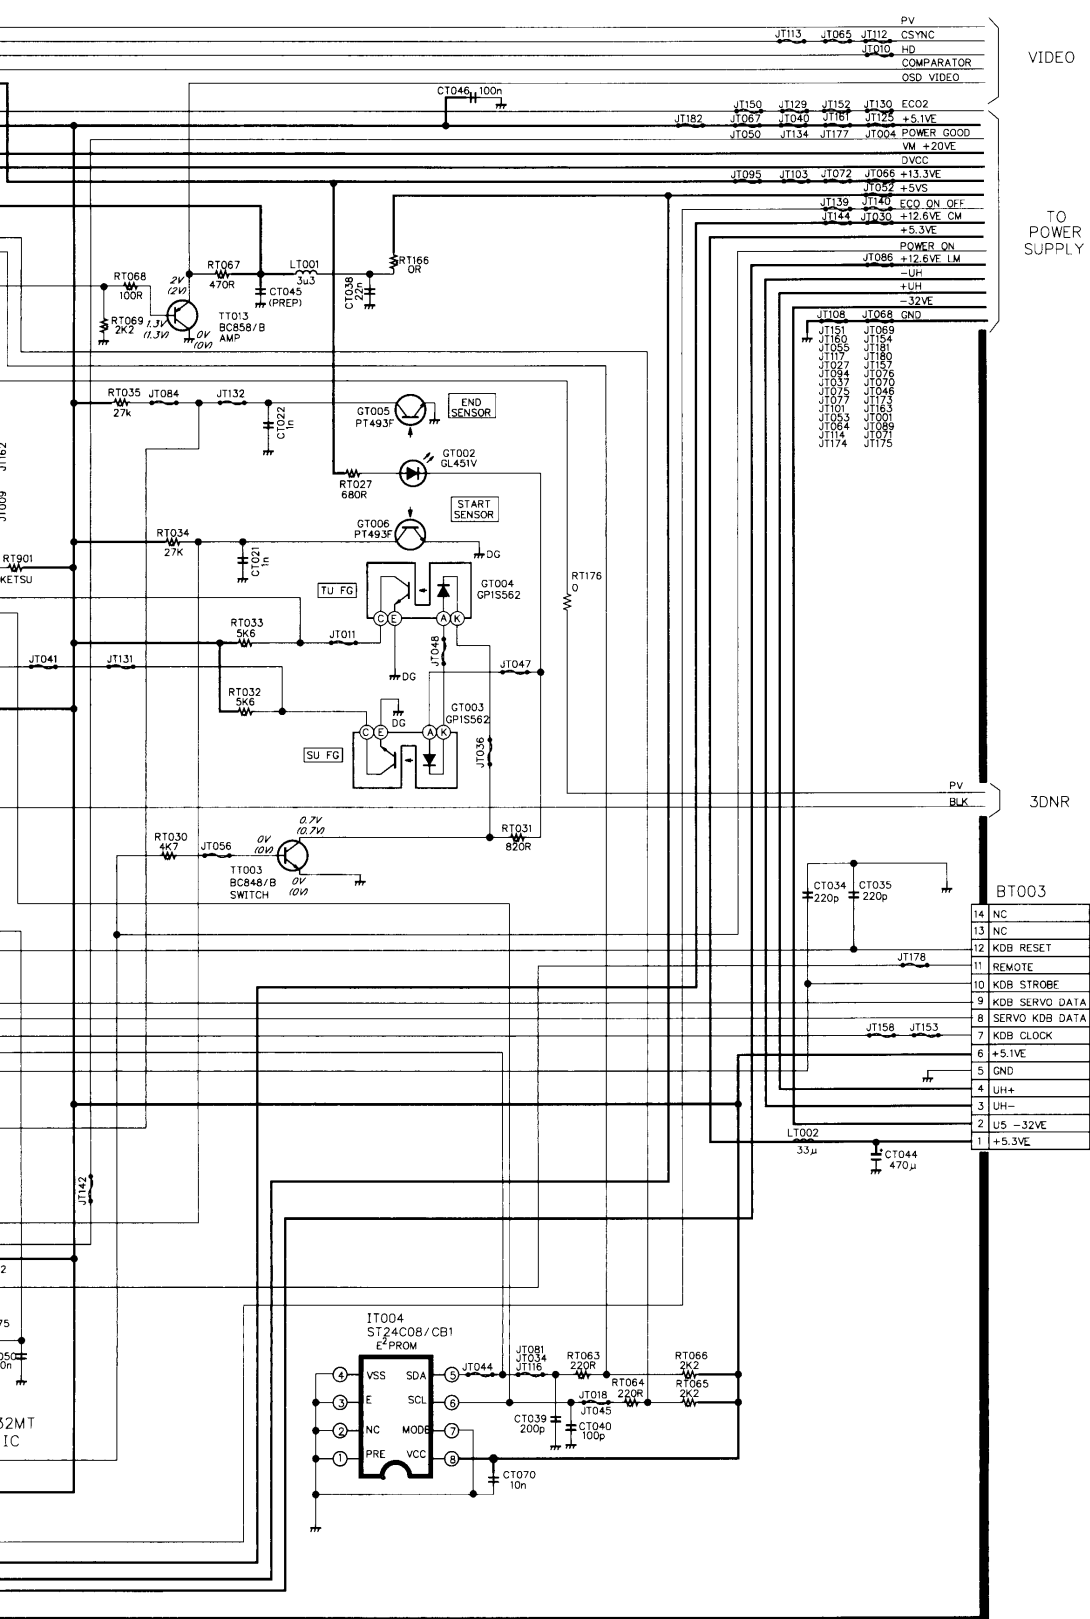 PV
JT113 JT065 JT112 CSYNC
JT010 HD
COMPARATOR
OSD VIDEO
VIDEO
CT046 100n
JT150 JT129 JT152 JT130 ECO2
JT182 JT067 JT040 JT161 JT125 +5.1VE
JT050 JT134 JT177 JT004 POWER GOOD
VM +20VE
DVCC
JT095 JT103 JT072 JT066 +13.3VE
JT052 +5VS
JT139 JT140 ECO ON OFF
JT144 JT030 +12.6VE CM
+5.3VE
POWER ON
JT086 +12.6VE LM
-UH
+UH
-32VE
JT108 JT068 GND
TO
POWER
SUPPLY
JT151 JT069
JT160 JT154
JT055 JT181
JT117 JT180
JT027 JT157
JT094 JT076
JT037 JT070
JT075 JT046
JT077 JT173
JT101 JT163
JT053 JT001
JT064 JT089
JT114 JT071
JT174 JT175
RT068
100R
RT069
2K2
2V
(2V)
1.3V
(1.3V)
0V
(0V)
RT067
470R
TT013
BC858/B
AMP
CT045
(PREP)
LT001
3u3
CT038
22n
RT166
0R
RT035
27k
JT084
JT132
CT022
1n
GT005
PT493F
END
SENSOR
GT002
GL451V
RT027
680R
START
SENSOR
GT006
PT493F
DG
RT034
27K
CT021
1n
JT162
JT009
RT901
KETSU
TU FG
GT004
GP1S562
C E A K
RT176
0
RT033
5K6
JT011
JT048
DG
JT041
JT131
JT047
RT032
5K6
DG
GT003
GP1S562
C E A K
SU FG
JT036
RT030
4K7
JT056
0V
(0V)
0.7V
(0.7V)
0V
(0V)
TT003
BC848/B
SWITCH
RT031
820R
PV
BLK
3DNR
CT034
220p
CT035
220p
BT003
14 NC
13 NC
12 KDB RESET
JT178
11 REMOTE
10 KDB STROBE
9 KDB SERVO DATA
8 SERVO KDB DATA
JT158 JT153
7 KDB CLOCK
6 +5.1VE
5 GND
4 UH+
3 UH-
2 U5 -32VE
1 +5.3VE
LT002
33µ
CT044
470µ
JT142
2
75
050
0n
32MT
IC
IT004
ST24C08/CB1
E2PROM
4 VSS SDA 5
3 E SCL 6
2 NC MODE 7
1 PRE VCC 8
JT044
JT081
JT034
JT116
RT063
220R
RT066
2K2
JT018
JT045
RT064
220R
RT065
2K2
CT039
200p
CT040
100p
CT070
10n